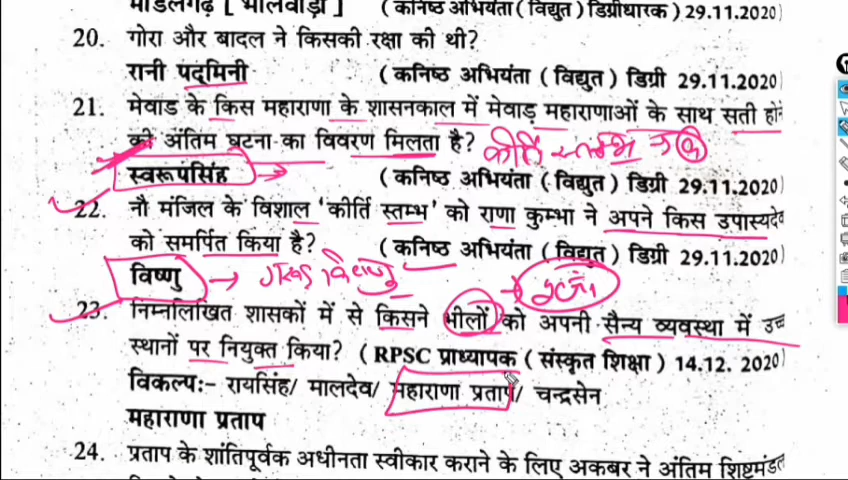 माडलगढ़ [ भीलवाड़ा ] (कनिष्ठ अभियंता ( विद्युत ) डिग्रीधारक ) 29.11.2020)
20. गोरा और बादल ने किसकी रक्षा की थी?
रानी पद्मिनी (कनिष्ठ अभियंता ( विद्युत ) डिग्री 29.11.2020)
21. मेवाड के किस महाराणा के शासनकाल में मेवाड़ महाराणाओं के साथ सती होने
की अंतिम घटना का विवरण मिलता है? कीर्ति स्तम्भ
स्वरूपसिंह (कनिष्ठ अभियंता ( विद्युत ) डिग्री 29.11.2020)
22. नौ मंजिल के विशाल 'कीर्ति स्तम्भ' को राणा कुम्भा ने अपने किस उपास्यदेव
को समर्पित किया है? (कनिष्ठ अभियंता ( विद्युत ) डिग्री 29.11.2020)
विष्णु
23. निम्नलिखित शासकों में से किसने भीलों को अपनी सैन्य व्यवस्था में उच्च
स्थानों पर नियुक्त किया? (RPSC प्राध्यापक ( संस्कृत शिक्षा ) 14.12. 2020)
विकल्पः- रायसिंह/ मालदेव/ महाराणा प्रताप/ चन्द्रसेन
महाराणा प्रताप
24. प्रताप के शांतिपूर्वक अधीनता स्वीकार कराने के लिए अकबर ने अंतिम शिष्टमंडल